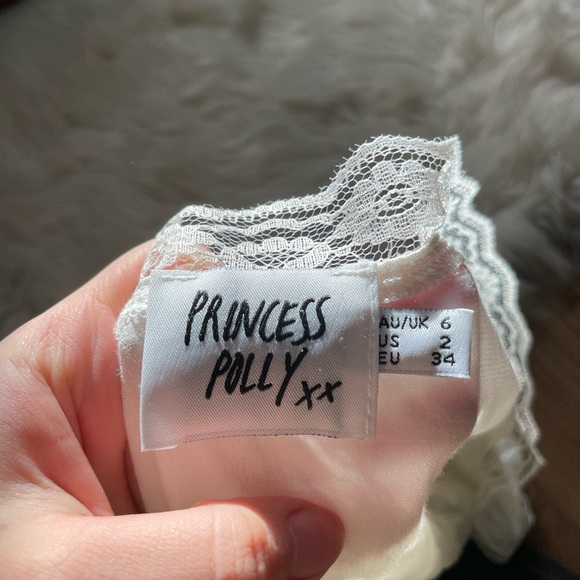 PRINCESS
POLLY xx
AU/UK 6
US 2
EU 34